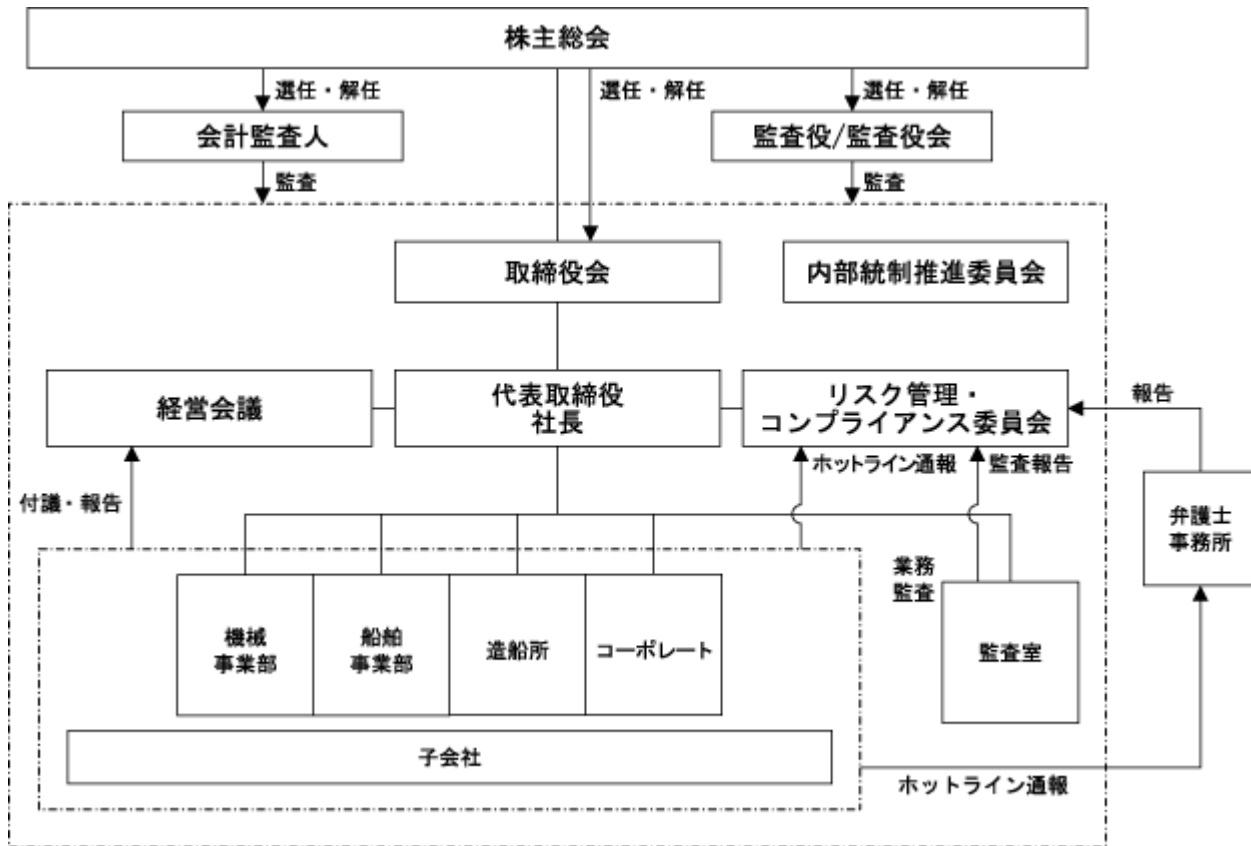 株主総会
選任・解任
選任・解任
選任・解任
会計監査人
監査役/監査役会
監査
監査
取締役会
内部統制推進委員会
経営会議
代表取締役
社長
リスク管理・
コンプライアンス委員会
報告
ホットライン通報
監査報告
付議・報告
弁護士
事務所
業務
監査
機械
事業部
船舶
事業部
造船所
コーポレート
監査室
子会社
ホットライン通報